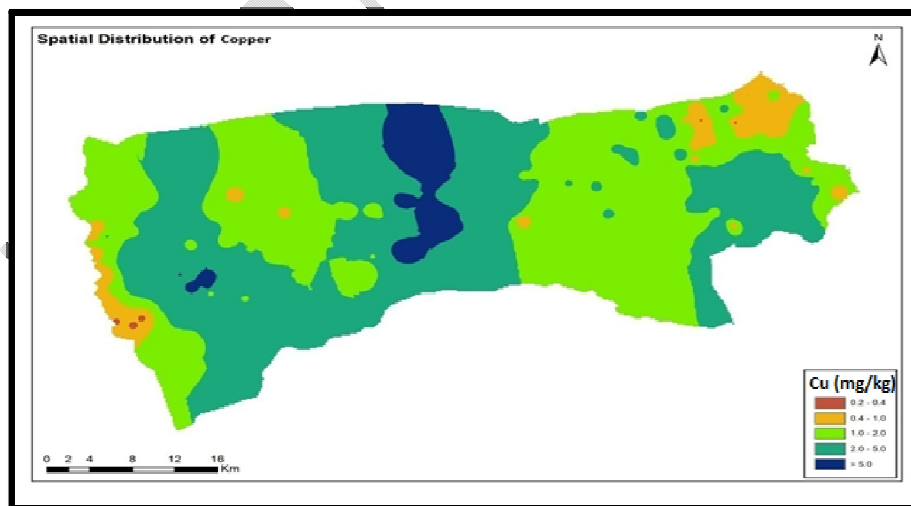 Spatial Distribution of Copper
N
Cu (mg/kg)
0.2 - 0.4
0.4 - 1.0
1.0 - 2.0
2.0 - 5.0
> 5.0
0 2 4 8 12 16
Km